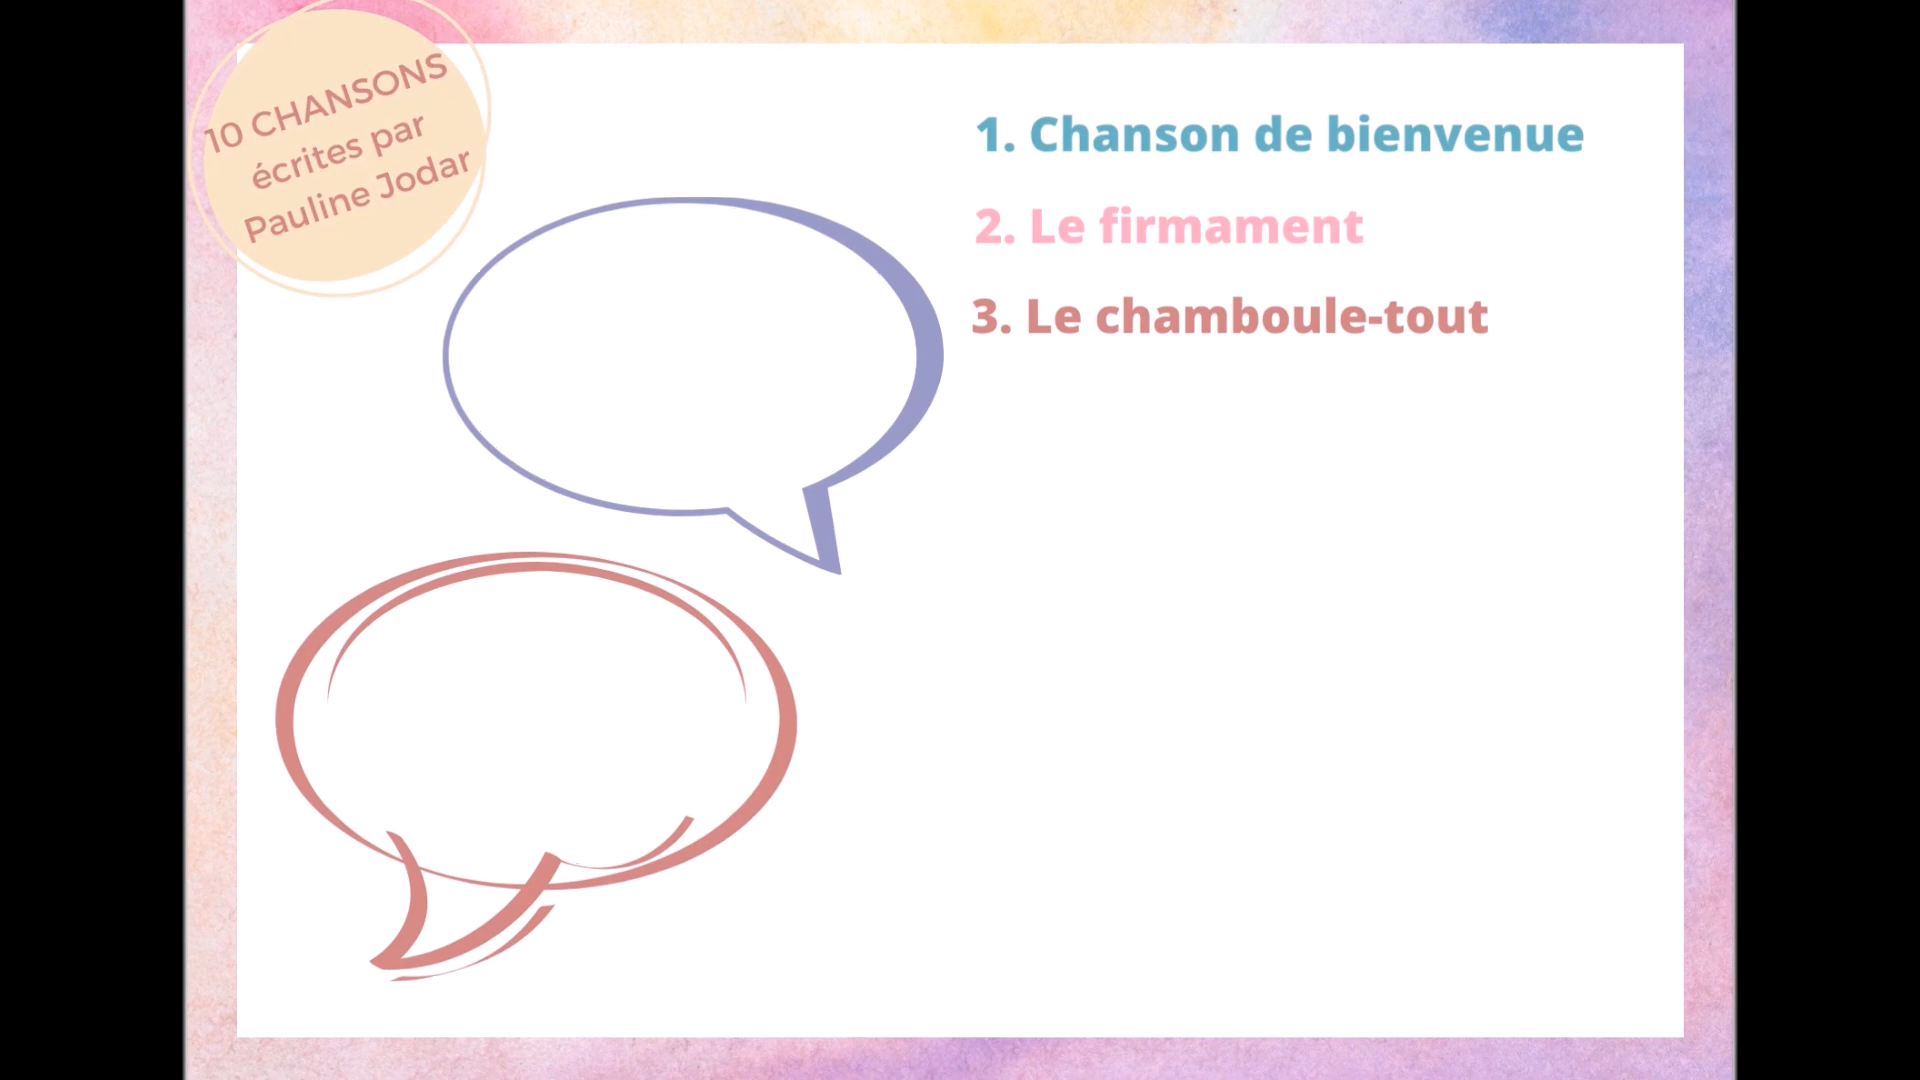 10 CHANSONS
écrites par
Pauline Jodar
1. Chanson de bienvenue
2. Le firmament
3. Le chamboule-tout